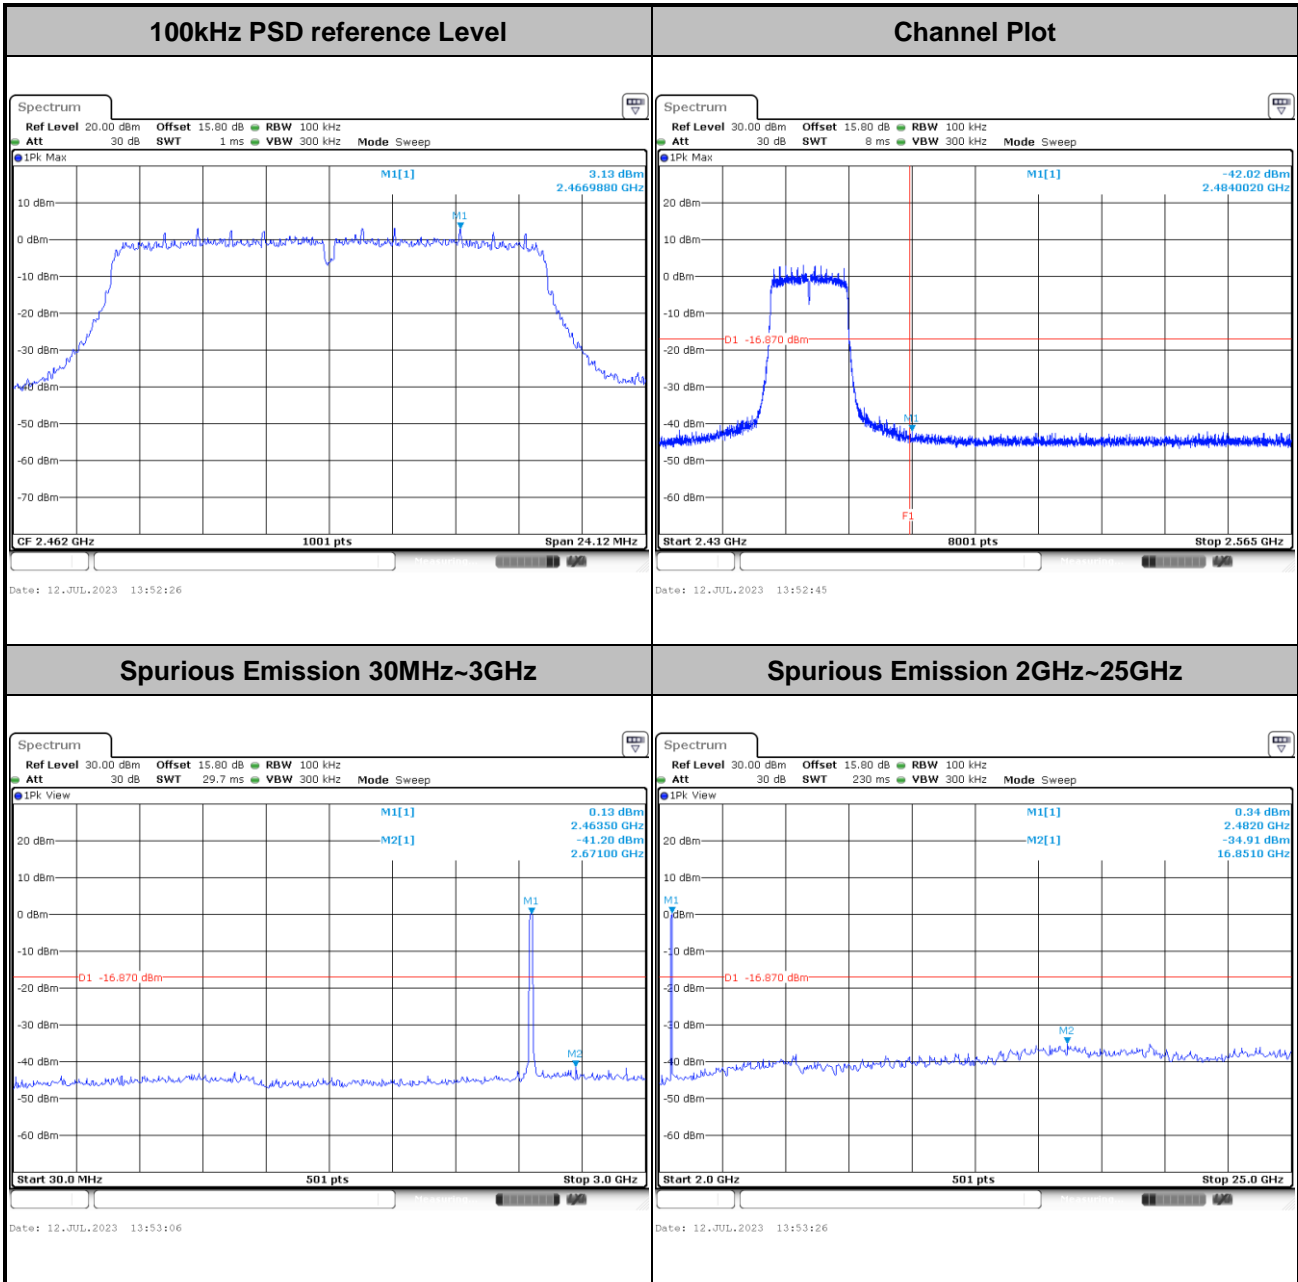 100kHz PSD reference Level
Spectrum
Ref Level 20.00 dBm Offset 15.80 dB RBW 100 kHz
Att 30 dB SWT 1 ms VBW 300 kHz Mode Sweep
1Pk Max
M1[1] 3.13 dBm
2.4669880 GHz
M1
10 dBm
0 dBm
-10 dBm
-20 dBm
-30 dBm
-40 dBm
-50 dBm
-60 dBm
-70 dBm
CF 2.462 GHz 1001 pts Span 24.12 MHz
Measuring...
Date: 12.JUL.2023 13:52:26
Channel Plot
Spectrum
Ref Level 30.00 dBm Offset 15.80 dB RBW 100 kHz
Att 30 dB SWT 8 ms VBW 300 kHz Mode Sweep
1Pk Max
M1[1] -42.02 dBm
2.4840020 GHz
20 dBm
10 dBm
0 dBm
-10 dBm
D1 -16.870 dBm
-20 dBm
-30 dBm
-40 dBm
M1
-50 dBm
-60 dBm
F1
Start 2.43 GHz 8001 pts Stop 2.565 GHz
Measuring...
Date: 12.JUL.2023 13:52:45
Spurious Emission 30MHz~3GHz
Spectrum
Ref Level 30.00 dBm Offset 15.80 dB RBW 100 kHz
Att 30 dB SWT 29.7 ms VBW 300 kHz Mode Sweep
1Pk View
M1[1] 0.13 dBm
2.46350 GHz
M2[1] -41.20 dBm
2.67100 GHz
20 dBm
10 dBm
M1
0 dBm
-10 dBm
D1 -16.870 dBm
-20 dBm
-30 dBm
M2
-40 dBm
-50 dBm
-60 dBm
Start 30.0 MHz 501 pts Stop 3.0 GHz
Measuring...
Date: 12.JUL.2023 13:53:06
Spurious Emission 2GHz~25GHz
Spectrum
Ref Level 30.00 dBm Offset 15.80 dB RBW 100 kHz
Att 30 dB SWT 230 ms VBW 300 kHz Mode Sweep
1Pk View
M1[1] 0.34 dBm
2.4820 GHz
M2[1] -34.91 dBm
16.8510 GHz
20 dBm
10 dBm
M1
0 dBm
-10 dBm
D1 -16.870 dBm
-20 dBm
-30 dBm
M2
-40 dBm
-50 dBm
-60 dBm
Start 2.0 GHz 501 pts Stop 25.0 GHz
Measuring...
Date: 12.JUL.2023 13:53:26